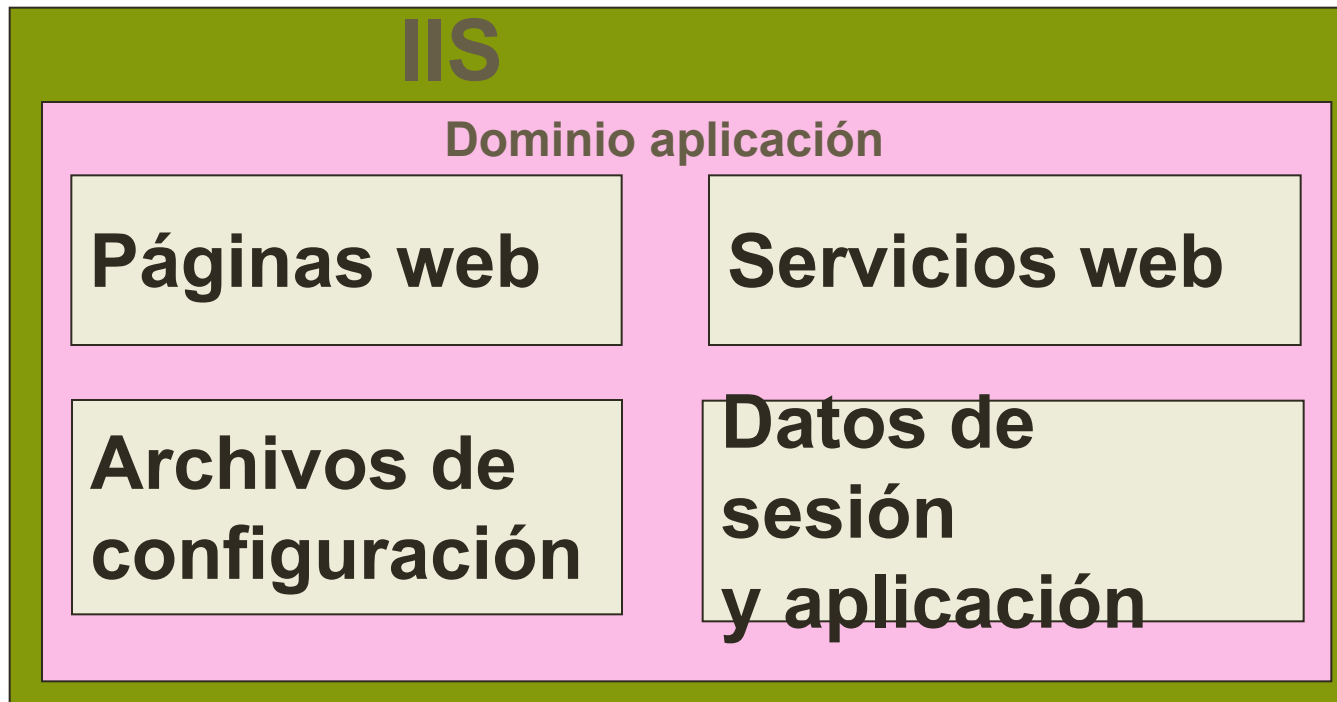 IIS
Dominio aplicación
Páginas web
Servicios web
Archivos de
configuración
Datos de
sesión
y aplicación